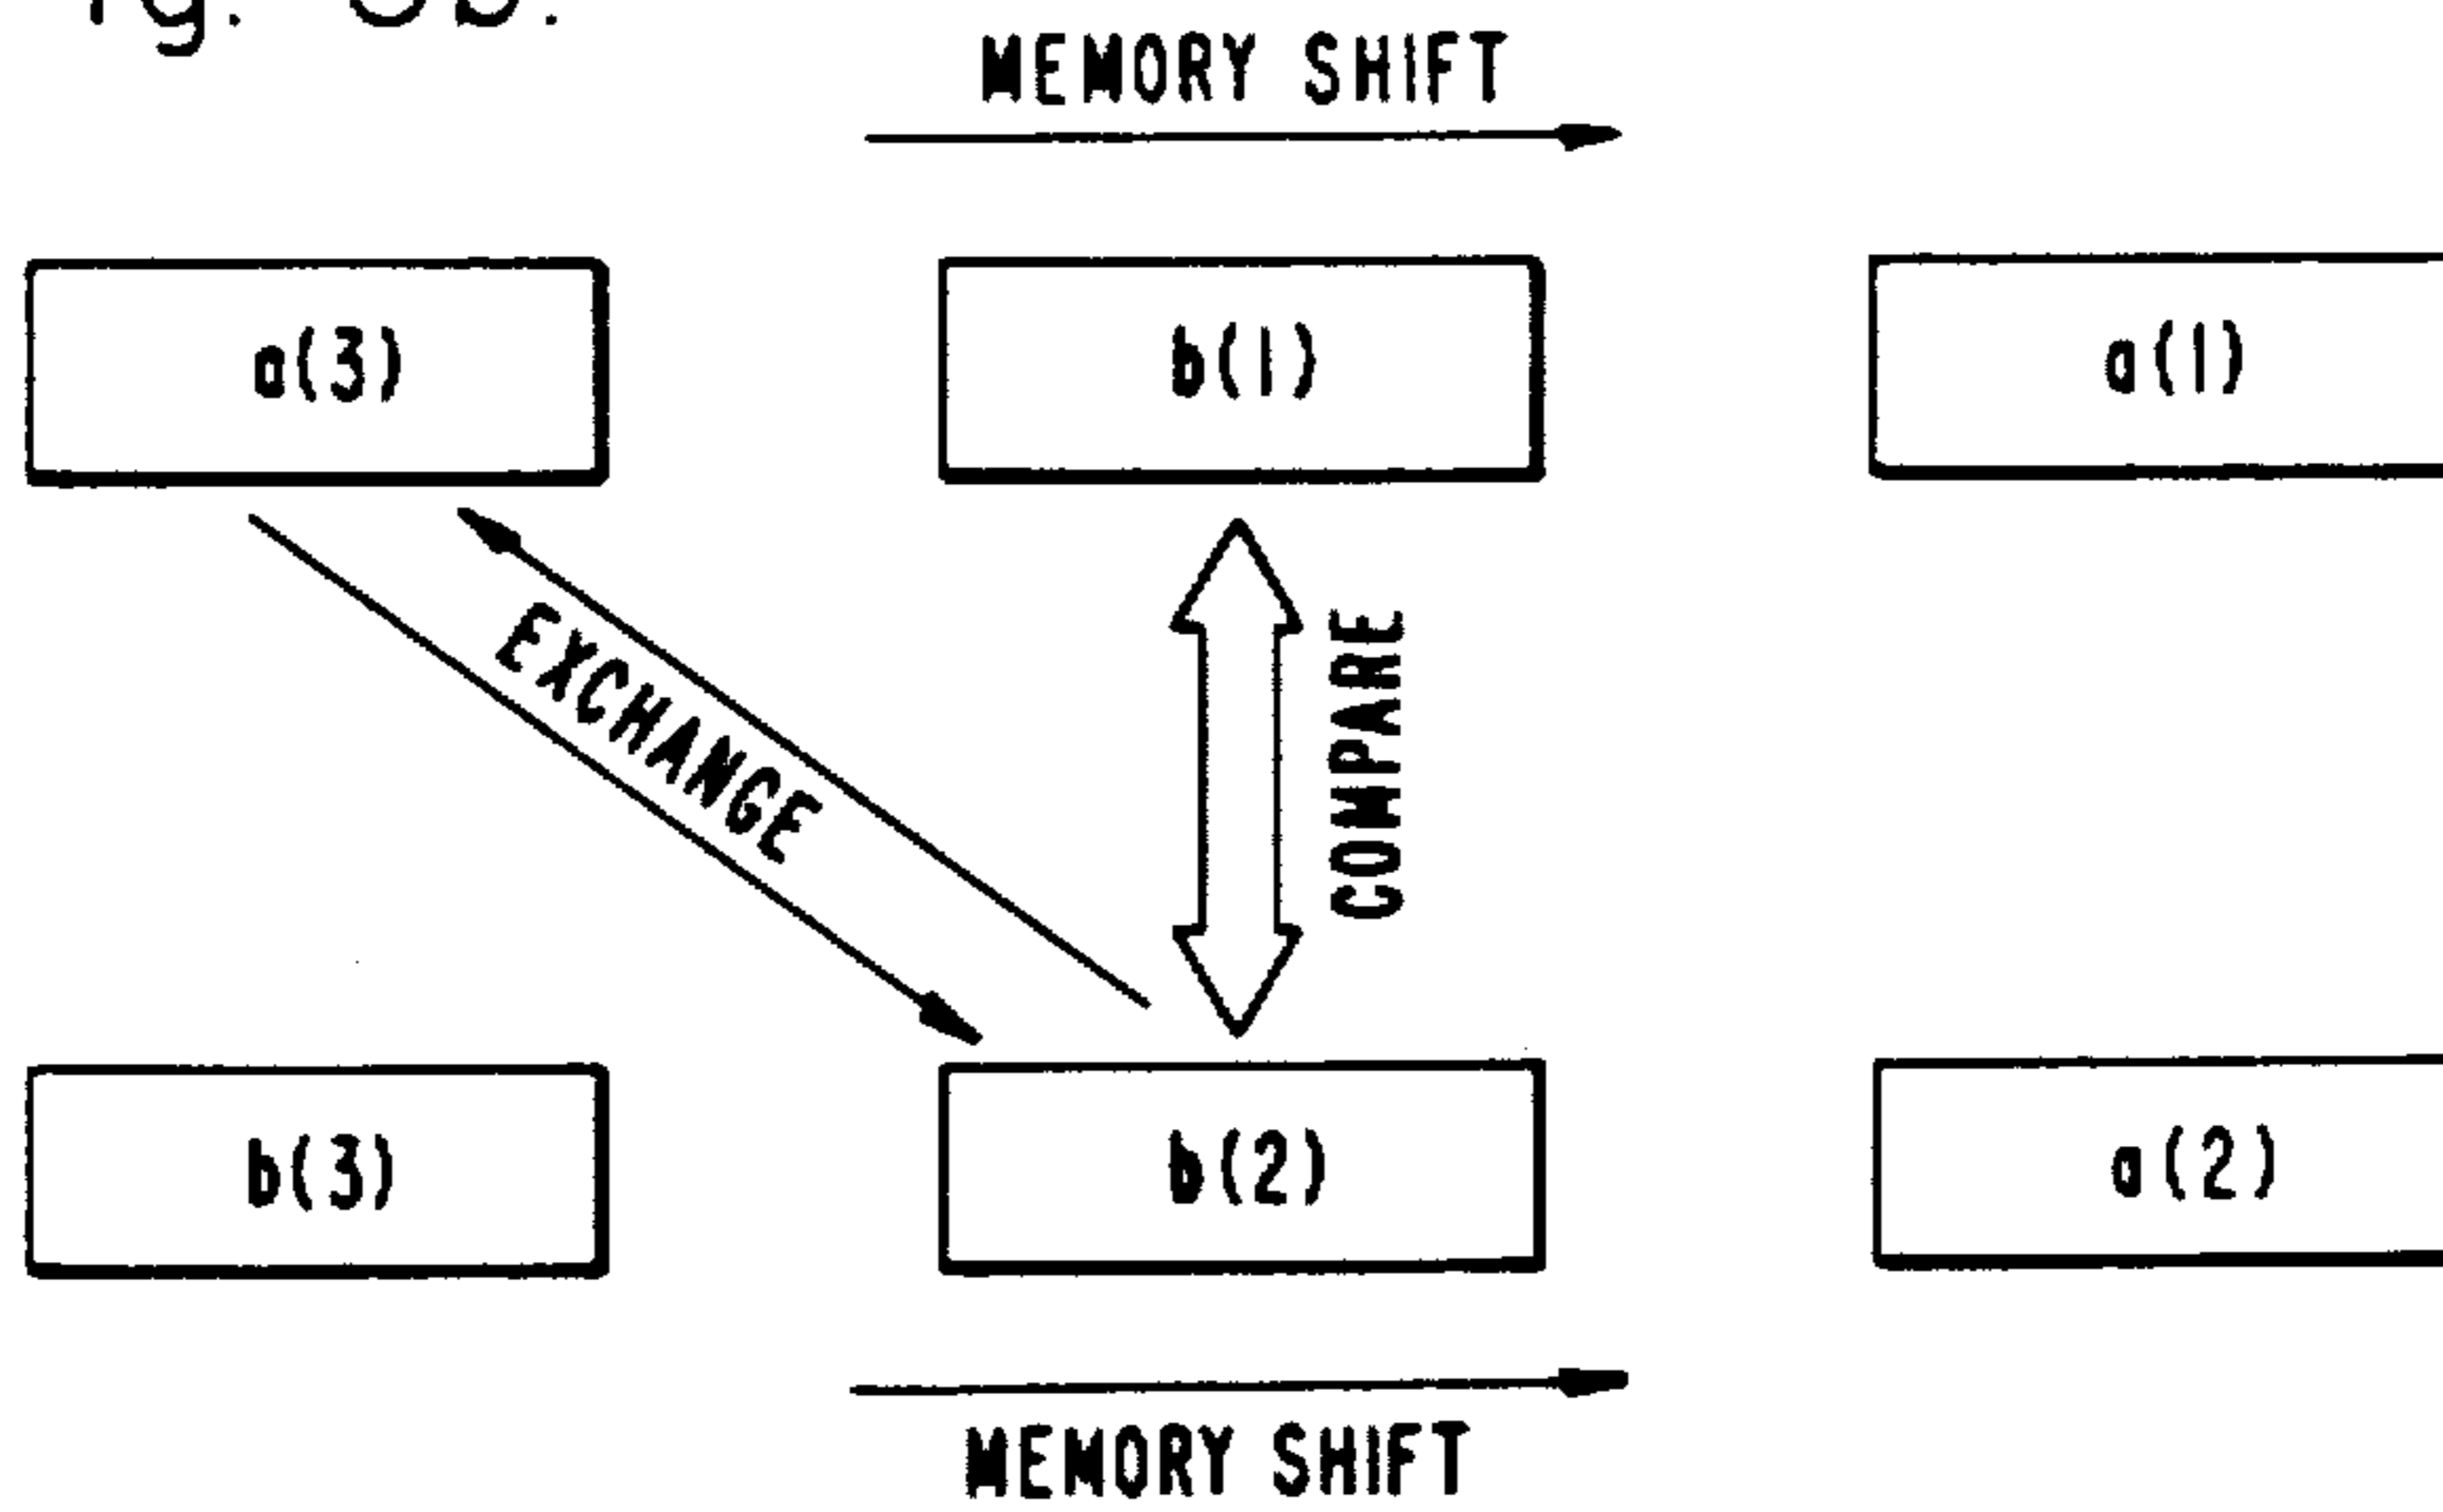 MEMORY SHIFT
a(3) b(1) a(1)
EXCHANGE
COMPARE
b(3) b(2) a(2)
MEMORY SHIFT